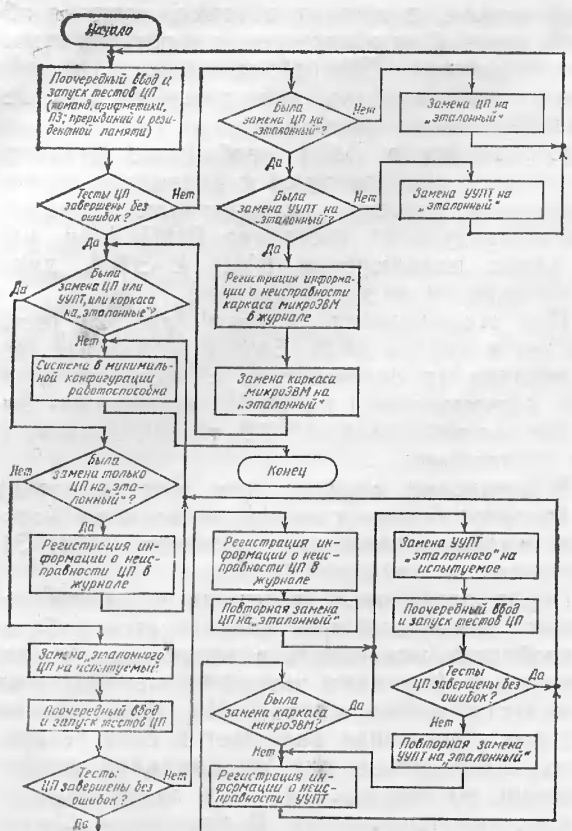 Начало
Поочередный ввод и
запуск тестов ЦП
(команд, арифметики,
ПЗ; прерываний и рези-
дентной памяти)
Тесты ЦП
завершены без
ошибок?
Нет
Да
Была
замена ЦП на
„эталонный"?
Нет
Да
Замена ЦП на
„эталонный"
Была
замена УУПТ на
„эталонный"?
Нет
Да
Замена УУПТ на
„эталонный"
Регистрация информа-
ции о неисправности
каркаса микроЭВМ
в журнале
Замена каркаса
микроЭВМ на
„эталонный"
Была
замена ЦП или
УУПТ, или каркаса
на „эталонные"?
Да
Нет
Система в минималь-
ной конфигурации
работоспособна
Конец
Была
замена только
ЦП на „эта-
лонный"?
Нет
Да
Регистрация ин-
формации о неис-
правности ЦП в
журнале
Замена „эталонного"
ЦП на испытуемый
Поочередный ввод
и запуск тестов ЦП
Тесты
ЦП завершены без
ошибок?
Нет
Да
Регистрация ин-
формации о неис-
правности ЦП в
журнале
Повторная замена
ЦП на „эталонный"
Была
замена каркаса
микроЭВМ?
Да
Нет
Регистрация ин-
формации о неис-
правности УУПТ
Замена УУПТ
„эталонного" на
испытуемое
Поочередный ввод
и запуск тестов ЦП
Тесты
ЦП завершены без
ошибок?
Да
Нет
Повторная замена
УУПТ на „эталонный"